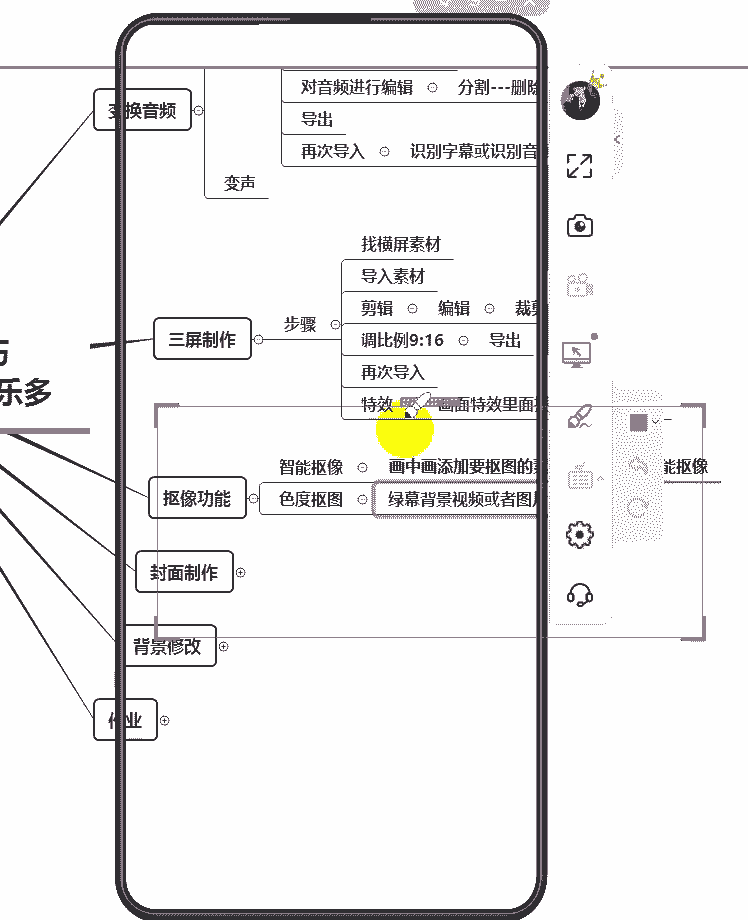 对音频进行编辑 分割---删除
变换音频
导出
再次导入 识别字幕或识别音
变声
找横屏素材
导入素材
剪辑 编辑 裁剪
步骤
三屏制作
调比例9:16 导出
乐多
再次导入
特效 画面特效里面
智能抠像 画中画添加要抠图的 能抠像
抠像功能
色度抠图 绿幕背景视频或者图片
封面制作
背景修改
作业